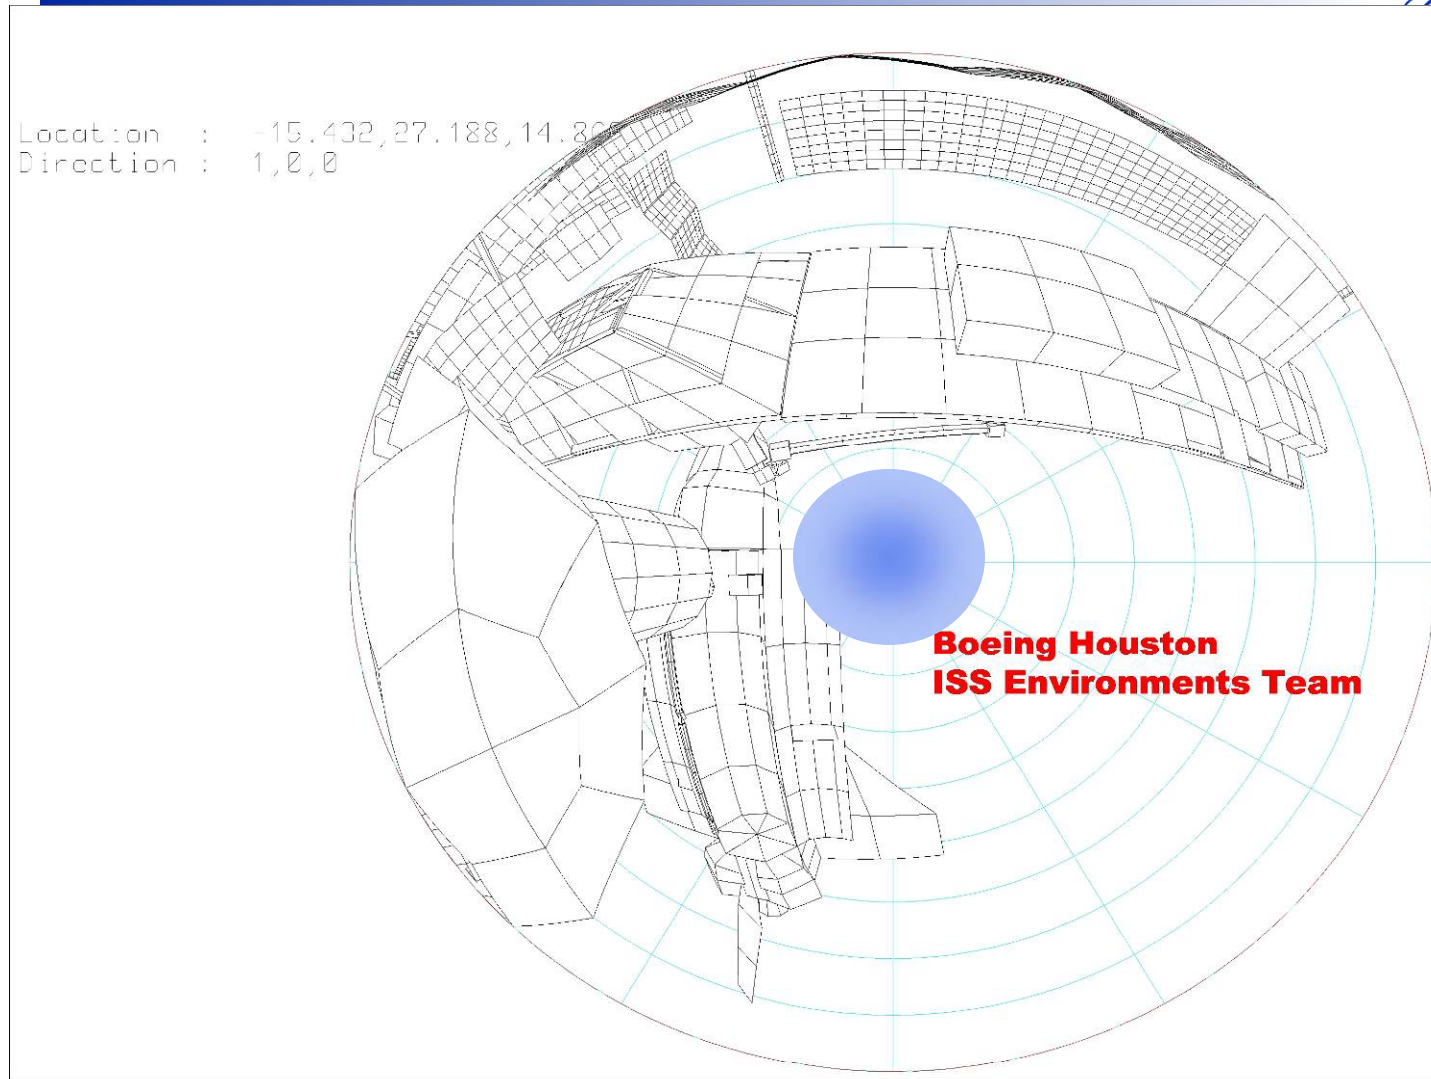 Location : -15.432,27.188,14.8
Direction : 1,0,0
Boeing Houston
ISS Environments Team